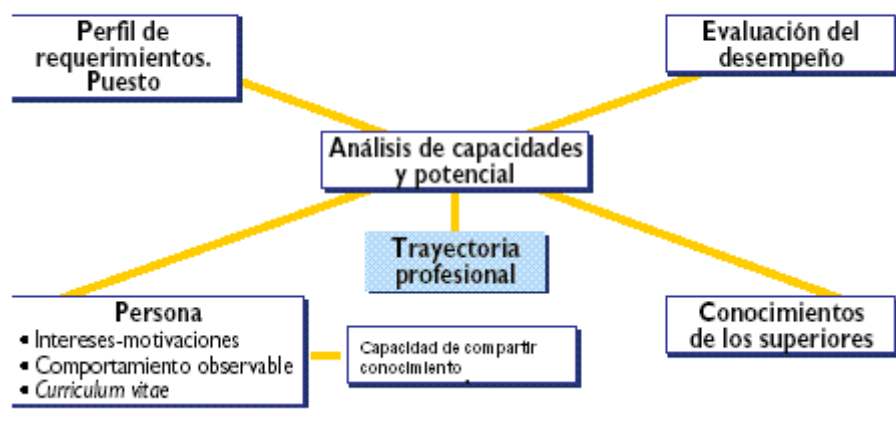 Perfil de
requerimientos.
Puesto
Evaluación del
desempeño
Análisis de capacidades
y potencial
Trayectoria
profesional
Persona
• Intereses-motivaciones
• Comportamiento observable
• Curriculum vitae
Capacidad de compartir
conocimiento
Conocimientos
de los superiores